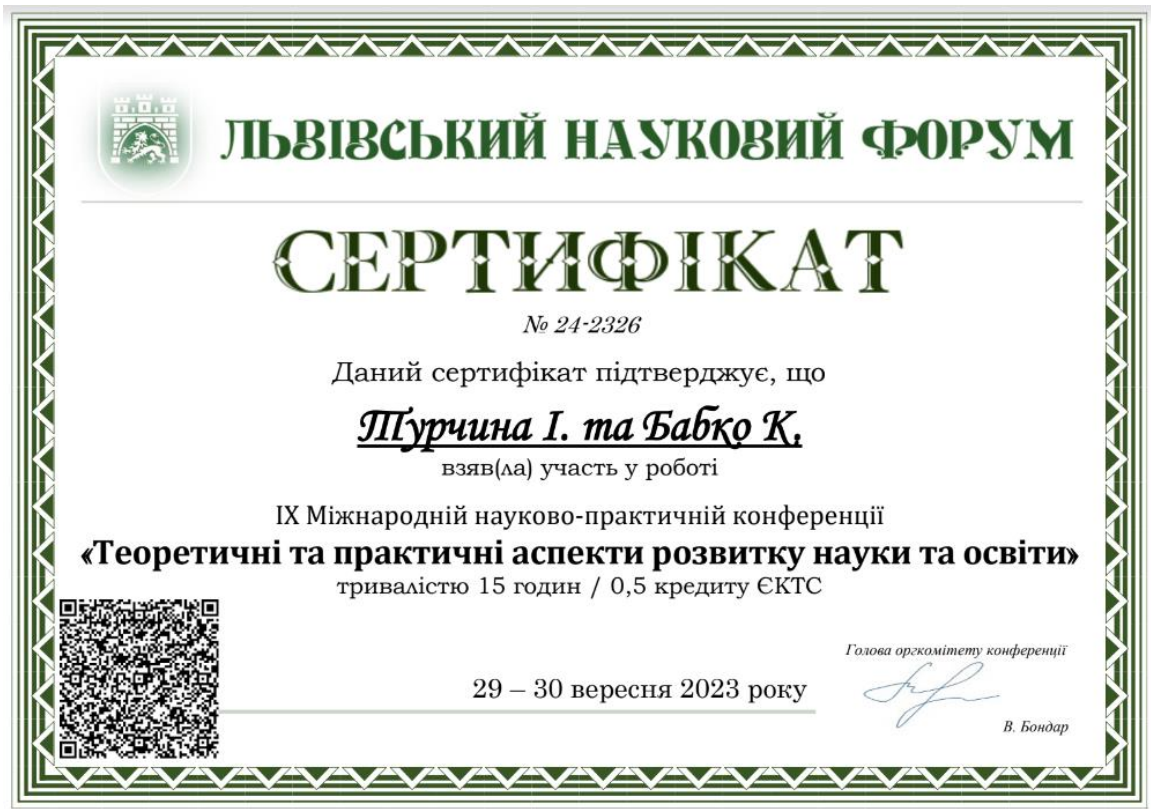 ЛЬВІВСЬКИЙ НАУКОВИЙ ФОРУМ
СЕРТИФІКАТ
№ 24-2326
Даний сертифікат підтверджує, що
Турчина І. та Бабко К.
взяв(ла) участь у роботі
ІХ Міжнародній науково-практичній конференції
«Теоретичні та практичні аспекти розвитку науки та освіти»
тривалістю 15 годин / 0,5 кредиту ЄКТС
Голова оргкомітету конференції
29 – 30 вересня 2023 року
В. Бондар